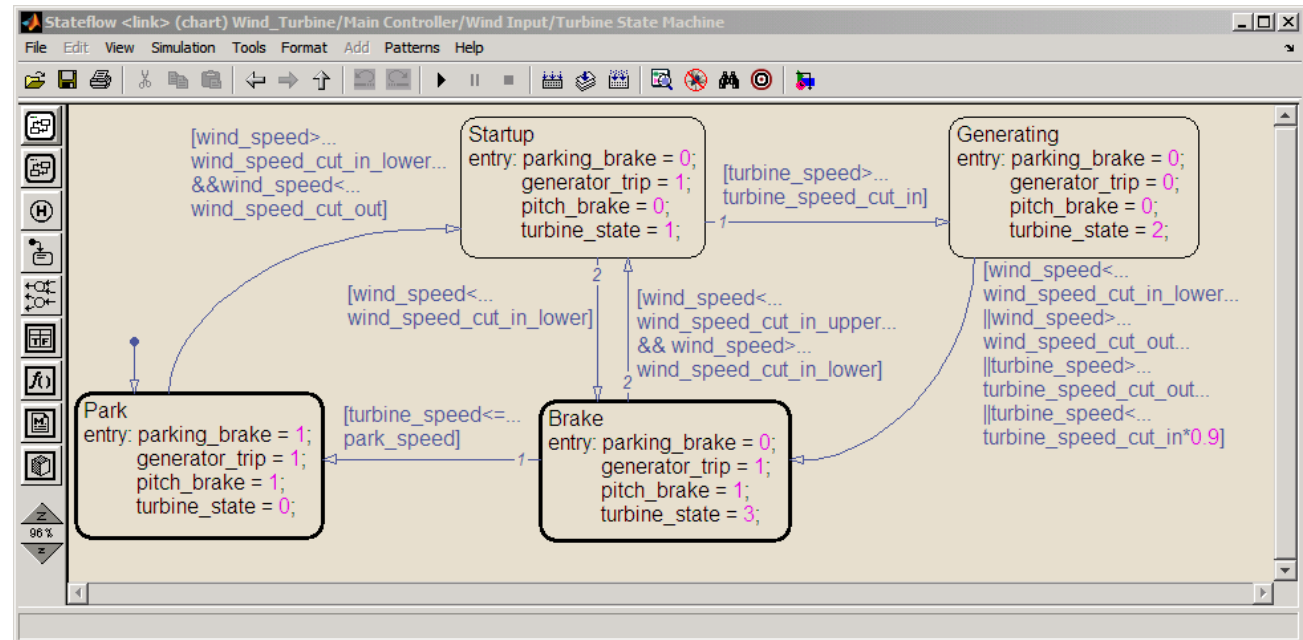 Stateflow <link> (chart) Wind_Turbine/Main Controller/Wind Input/Turbine State Machine
File Edit View Simulation Tools Format Add Patterns Help
[wind_speed>...
wind_speed_cut_in_lower...
&&wind_speed<...
wind_speed_cut_out]
Startup
entry: parking_brake = 0;
generator_trip = 1;
pitch_brake = 0;
turbine_state = 1;
[turbine_speed>...
turbine_speed_cut_in]
1
Generating
entry: parking_brake = 0;
generator_trip = 0;
pitch_brake = 0;
turbine_state = 2;
2
[wind_speed<...
wind_speed_cut_in_lower]
[wind_speed<...
wind_speed_cut_in_upper...
&& wind_speed>...
wind_speed_cut_in_lower]
2
[wind_speed<...
wind_speed_cut_in_lower...
||wind_speed>...
wind_speed_cut_out...
||turbine_speed>...
turbine_speed_cut_out...
||turbine_speed<...
turbine_speed_cut_in*0.9]
Park
entry: parking_brake = 1;
generator_trip = 1;
pitch_brake = 1;
turbine_state = 0;
[turbine_speed<=...
park_speed]
1
Brake
entry: parking_brake = 0;
generator_trip = 1;
pitch_brake = 1;
turbine_state = 3;
H
TF
f()
M
Z
96%
Z